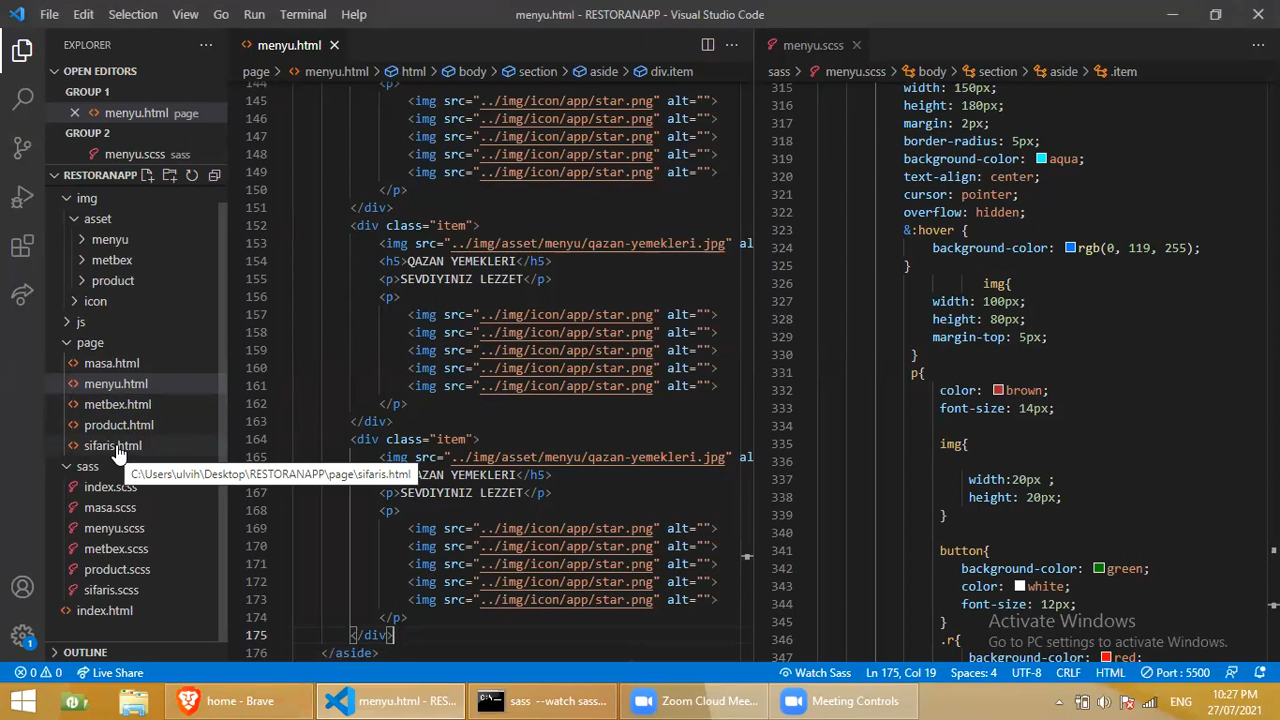 File Edit Selection View Go Run Terminal Help menyu.html - RESTORANAPP - Visual Studio Code
EXPLORER
OPEN EDITORS
GROUP 1
menyu.html page
GROUP 2
menyu.scss sass
RESTORANAPP
img
asset
menyu
metbex
product
icon
js
page
masa.html
menyu.html
metbex.html
product.html
sifaris.html
C:\Users\ulvih\Desktop\RESTORANAPP\page\sifaris.html
sass
index.scss
masa.scss
menyu.scss
metbex.scss
product.scss
sifaris.scss
index.html
OUTLINE
menyu.html
page > menyu.html > html > body > section > aside > div.item
145 <img src="../img/icon/app/star.png" alt="">
146 <img src="../img/icon/app/star.png" alt="">
147 <img src="../img/icon/app/star.png" alt="">
148 <img src="../img/icon/app/star.png" alt="">
149 <img src="../img/icon/app/star.png" alt="">
150 </p>
151 </div>
152 <div class="item">
153 <img src="../img/asset/menyu/qazan-yemekleri.jpg" al
154 <h5>QAZAN YEMEKLERI</h5>
155 <p>SEVDIYINIZ LEZZET</p>
156 <p>
157 <img src="../img/icon/app/star.png" alt="">
158 <img src="../img/icon/app/star.png" alt="">
159 <img src="../img/icon/app/star.png" alt="">
160 <img src="../img/icon/app/star.png" alt="">
161 <img src="../img/icon/app/star.png" alt="">
162 </p>
163 </div>
164 <div class="item">
165 <img src="../img/asset/menyu/qazan-yemekleri.jpg" al
AZAN YEMEKLERI</h5>
167 <p>SEVDIYINIZ LEZZET</p>
168 <p>
169 <img src="../img/icon/app/star.png" alt="">
170 <img src="../img/icon/app/star.png" alt="">
171 <img src="../img/icon/app/star.png" alt="">
172 <img src="../img/icon/app/star.png" alt="">
173 <img src="../img/icon/app/star.png" alt="">
174 </p>
175 </div>
176 </aside>
menyu.scss
sass > menyu.scss > body > section > aside > .item
315 width: 150px;
316 height: 180px;
317 margin: 2px;
318 border-radius: 5px;
319 background-color: aqua;
320 text-align: center;
321 cursor: pointer;
322 overflow: hidden;
323 &:hover {
324 background-color: rgb(0, 119, 255);
325 }
326 img{
327 width: 100px;
328 height: 80px;
329 margin-top: 5px;
330 }
331 p{
332 color: brown;
333 font-size: 14px;
334
335 img{
336
337 width:20px ;
338 height: 20px;
339 }
340
341 button{
342 background-color: green;
343 color: white;
344 font-size: 12px;
345 }
346 .r{
347 background-color: red;
Activate Windows
Go to PC settings to activate Windows.
0 0 Live Share Watch Sass Ln 175, Col 19 Spaces: 4 UTF-8 CRLF HTML Port : 5500
1
home - Brave menyu.html - RES... sass --watch sass... Zoom Cloud Mee... Meeting Controls ENG
10:27 PM
27/07/2021